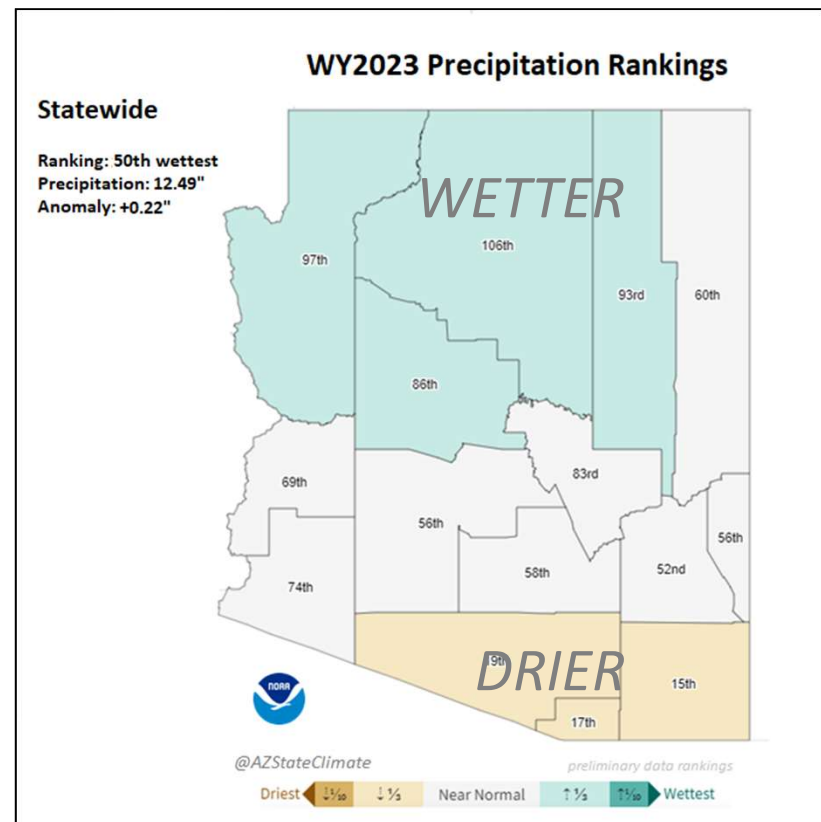 WY2023 Precipitation Rankings
Statewide
Ranking: 50th wettest
Precipitation: 12.49"
Anomaly: +0.22"
WETTER
97th
106th
93rd
60th
86th
69th
83rd
56th
56th
74th
58th
52nd
19th
DRIER
15th
17th
NOAA
@AZStateClimate
preliminary data rankings
Driest ↓⅒ ↓⅓ Near Normal ↑⅓ ↑⅒ Wettest